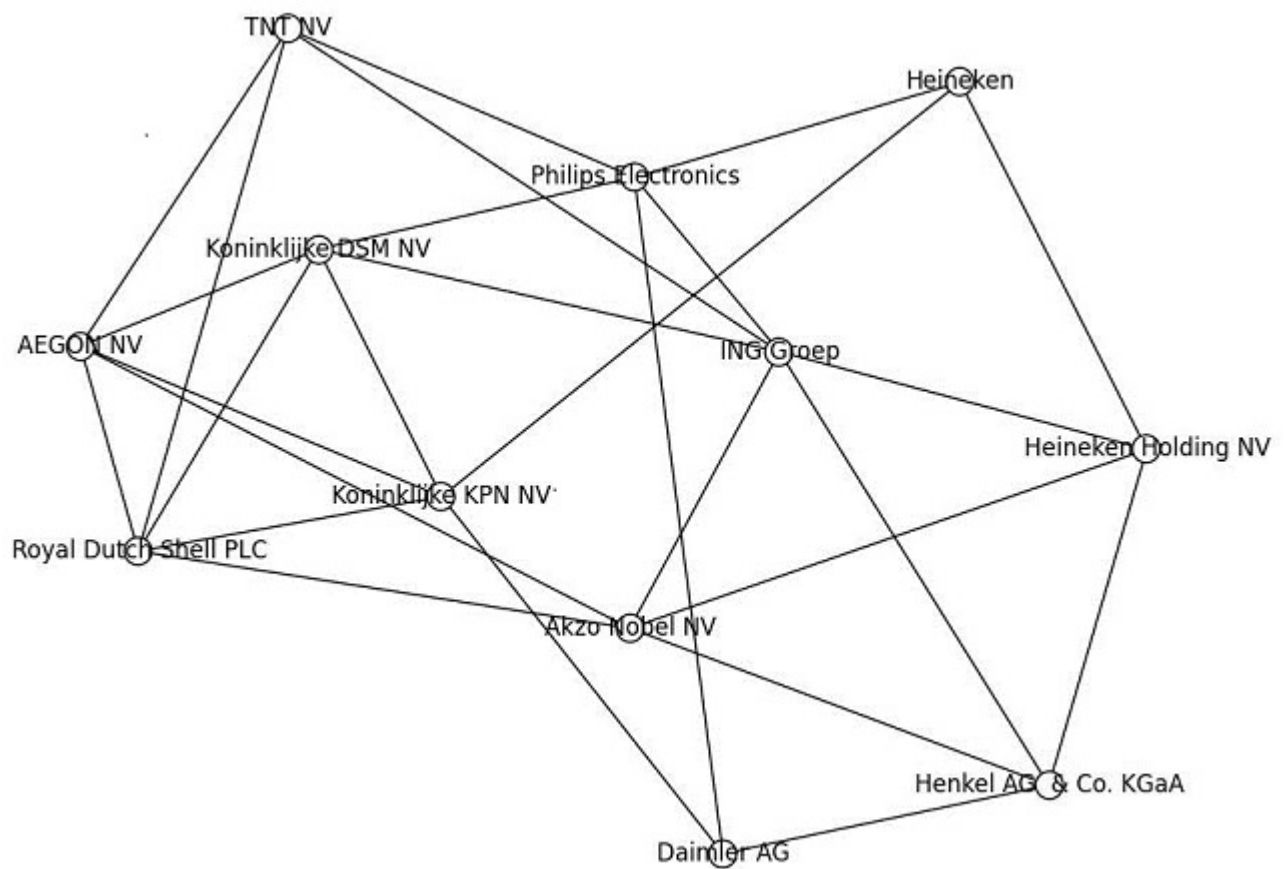 TNT NV
Heineken
Philips Electronics
Koninklijke DSM NV
AEGON NV
ING Groep
Heineken Holding NV
Koninklijke KPN NV
Royal Dutch Shell PLC
Akzo Nobel NV
Henkel AG & Co. KGaA
Daimler AG